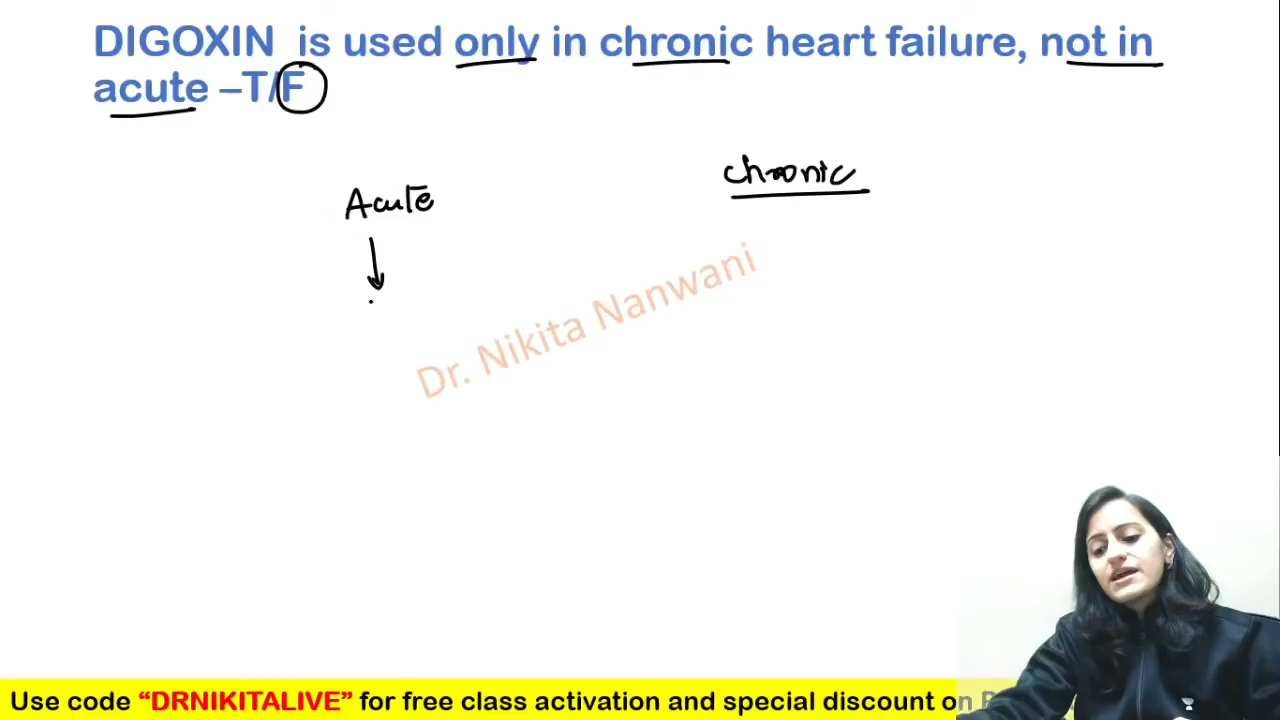 DIGOXIN is used only in chronic heart failure, not in
acute –T/F
chronic
Acute
Dr. Nikita Nanwani
Use code “DRNIKITALIVE” for free class activation and special discount on